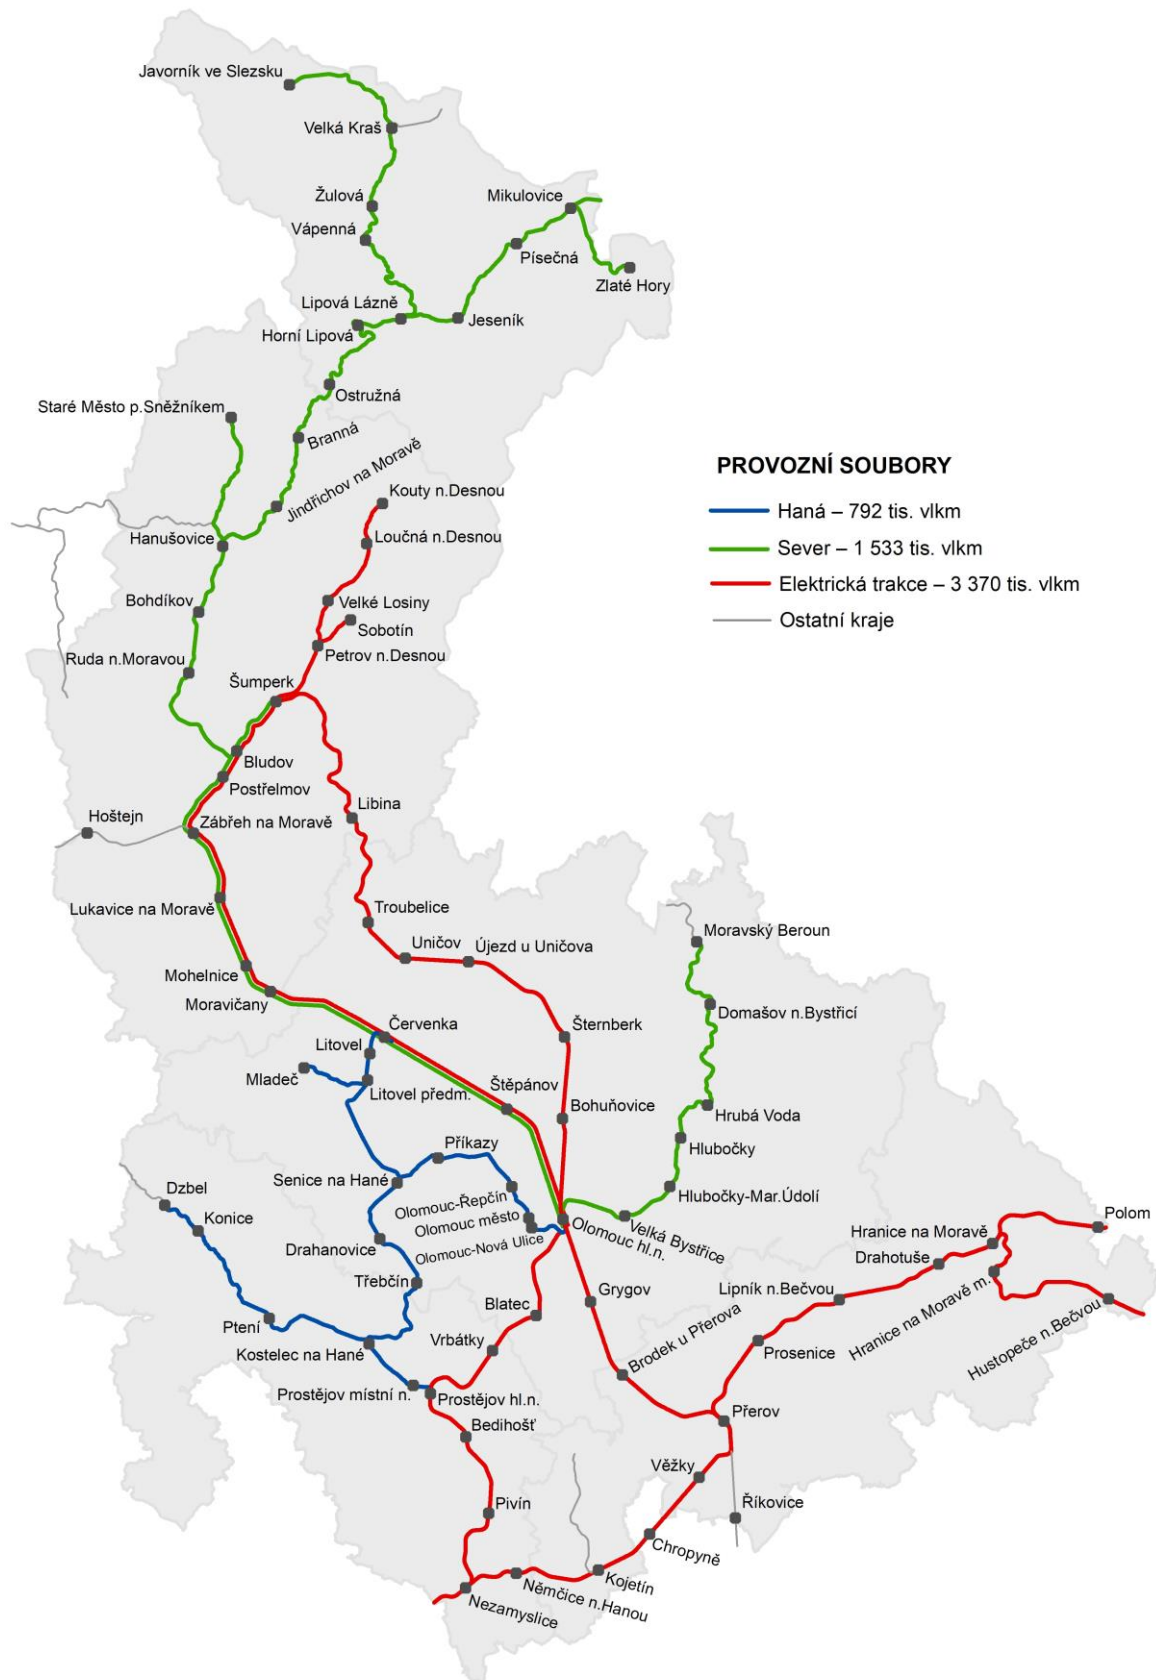 Javorník ve Slezsku
Velká Kraš
Žulová
Mikulovice
Vápenná
Písečná
Zlaté Hory
Lipová Lázně
Jeseník
Horní Lipová
Ostružná
Staré Město p.Sněžníkem
Branná
Jindřichov na Moravě
PROVOZNÍ SOUBORY
Haná – 792 tis. vlkm
Sever – 1 533 tis. vlkm
Elektrická trakce – 3 370 tis. vlkm
Ostatní kraje
Kouty n.Desnou
Hanušovice
Loučná n.Desnou
Bohdíkov
Velké Losiny
Sobotín
Ruda n.Moravou
Petrov n.Desnou
Šumperk
Bludov
Postřelmov
Hoštejn
Zábřeh na Moravě
Libina
Lukavice na Moravě
Troubelice
Uničov
Újezd u Uničova
Moravský Beroun
Mohelnice
Moravičany
Domašov n.Bystřicí
Červenka
Šternberk
Litovel
Mladeč
Litovel předm.
Štěpánov
Bohuňovice
Hrubá Voda
Příkazy
Hlubočky
Senice na Hané
Dzbel
Olomouc-Řepčín
Hlubočky-Mar.Údolí
Konice
Olomouc město
Olomouc-Nová Ulice
Olomouc hl.n.
Velká Bystřice
Polom
Drahanovice
Hranice na Moravě
Drahotuše
Třebčín
Grygov
Lipník n.Bečvou
Hranice na Moravě m.
Blatec
Ptení
Vrbátky
Brodek u Přerova
Prosenice
Hustopeče n.Bečvou
Kostelec na Hané
Prostějov místní n.
Prostějov hl.n.
Přerov
Bedihošť
Věžky
Pivín
Říkovice
Chropyně
Kojetín
Němčice n.Hanou
Nezamyslice